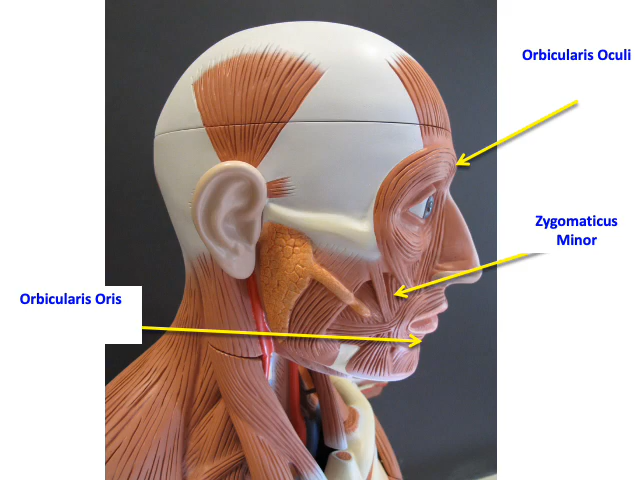 Orbicularis Oculi
Zygomaticus
Minor
Orbicularis Oris